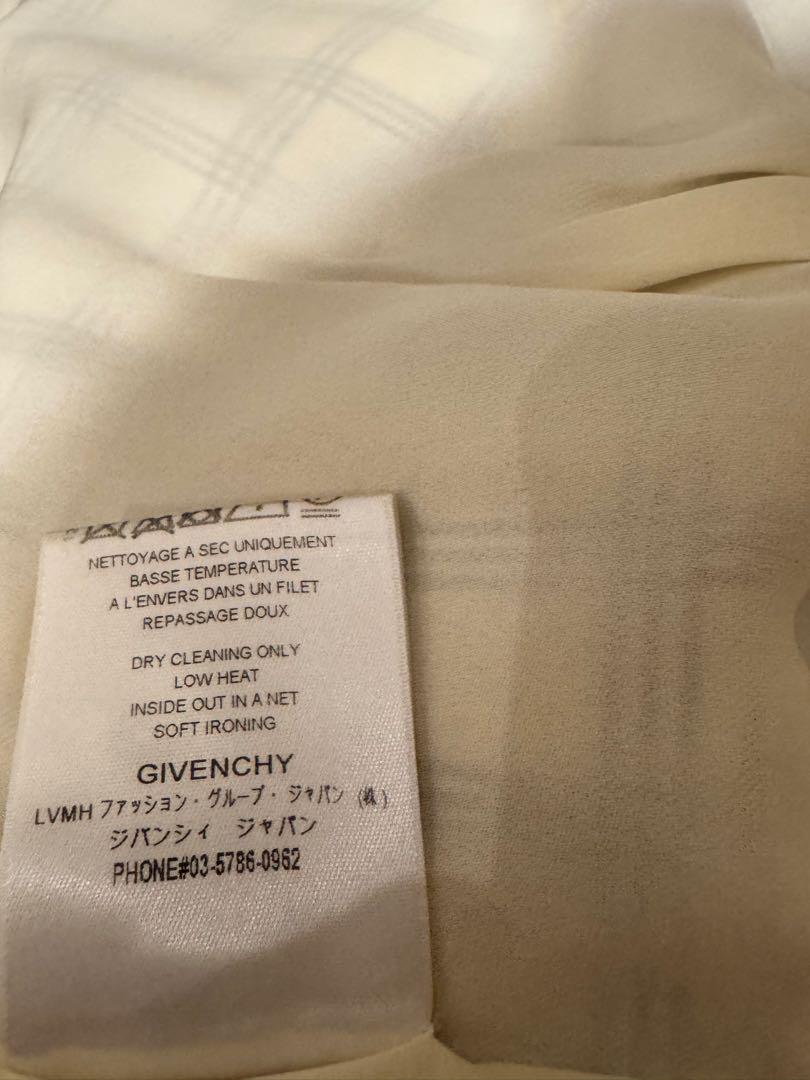 NETTOYAGE A SEC UNIQUEMENT
BASSE TEMPERATURE
A L'ENVERS DANS UN FILET
REPASSAGE DOUX
DRY CLEANING ONLY
LOW HEAT
INSIDE OUT IN A NET
SOFT IRONING
GIVENCHY
LVMH ファッション・グループ・ジャパン (株)
ジバンシィ ジャパン
PHONE#03-5786-0962